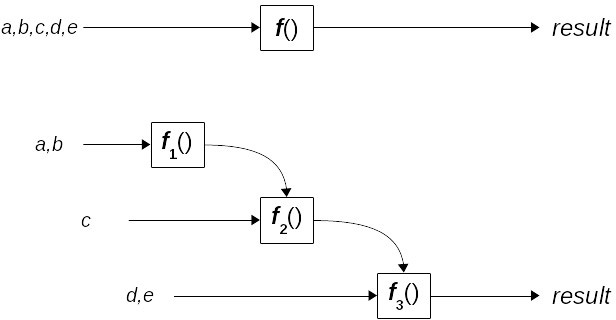 a,b,c,d,e f() result
a,b f1()
c f2()
d,e f3() result